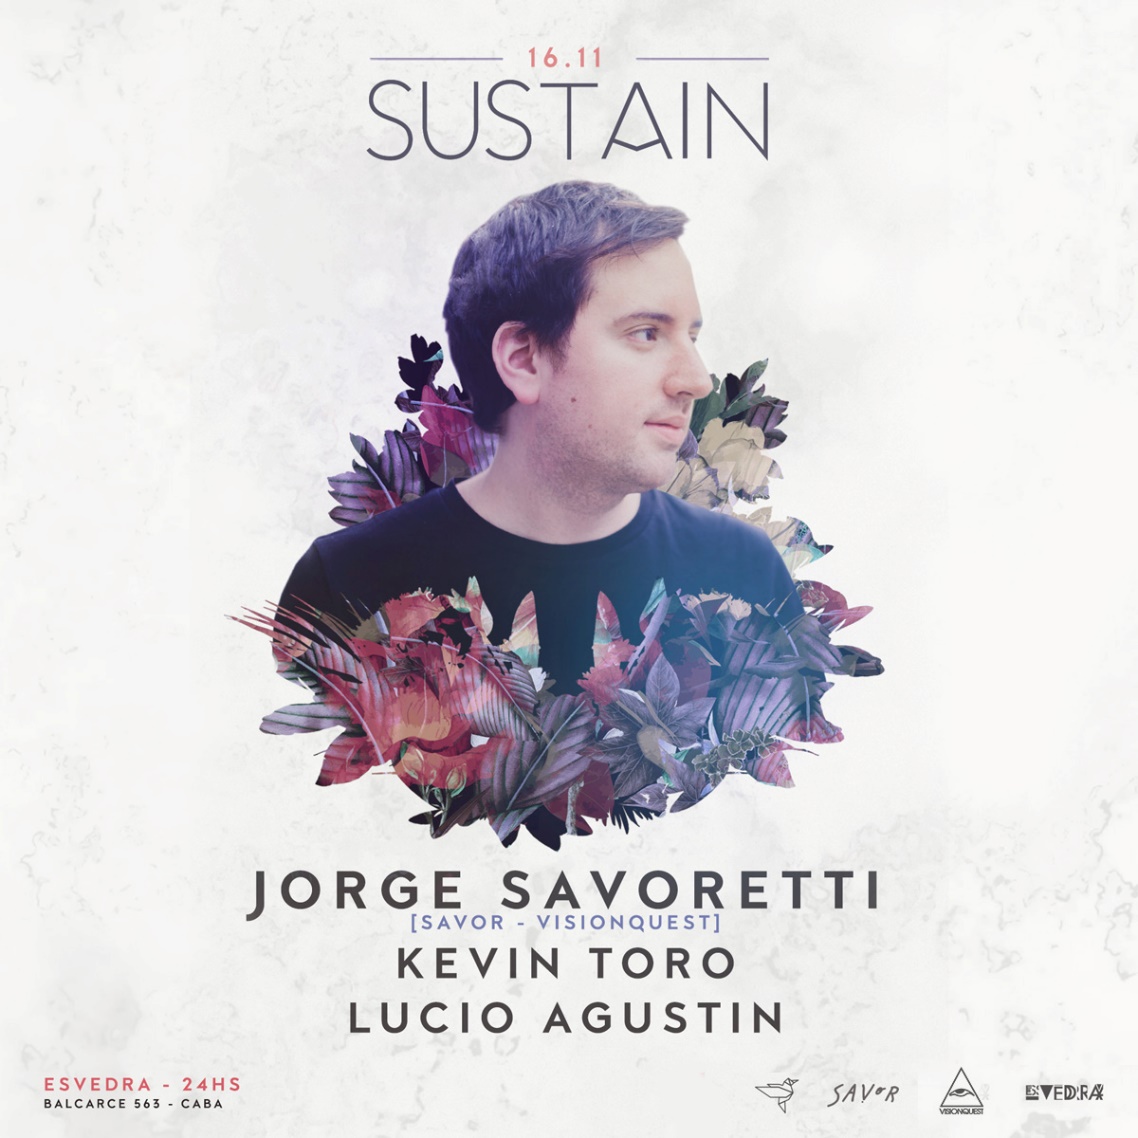 16.11
SUSTAIN
JORGE SAVORETTI
[SAVOR - VISIONQUEST]
KEVIN TORO
LUCIO AGUSTIN
ESVEDRA - 24HS
BALCARCE 563 - CABA
SAVOR
VISIONQUEST
ESVEDRA